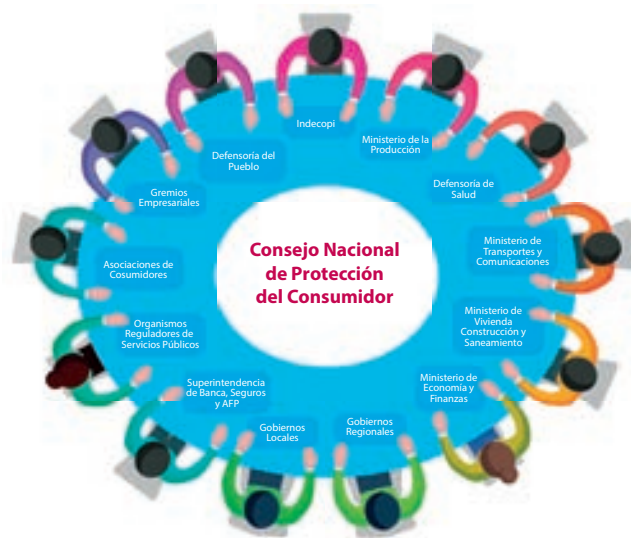 Indecopi
Ministerio de la
Producción
Defensoría de
Salud
Ministerio de
Transportes y
Comunicaciones
Ministerio de
Vivienda
Construcción y
Saneamiento
Ministerio de
Economía y
Finanzas
Gobiernos
Regionales
Gobiernos
Locales
Superintendencia
de Banca, Seguros
y AFP
Organismos
Reguladores de
Servicios Públicos
Asociaciones de
Cosumidores
Gremios
Empresariales
Defensoría del
Pueblo
Consejo Nacional
de Protección
del Consumidor